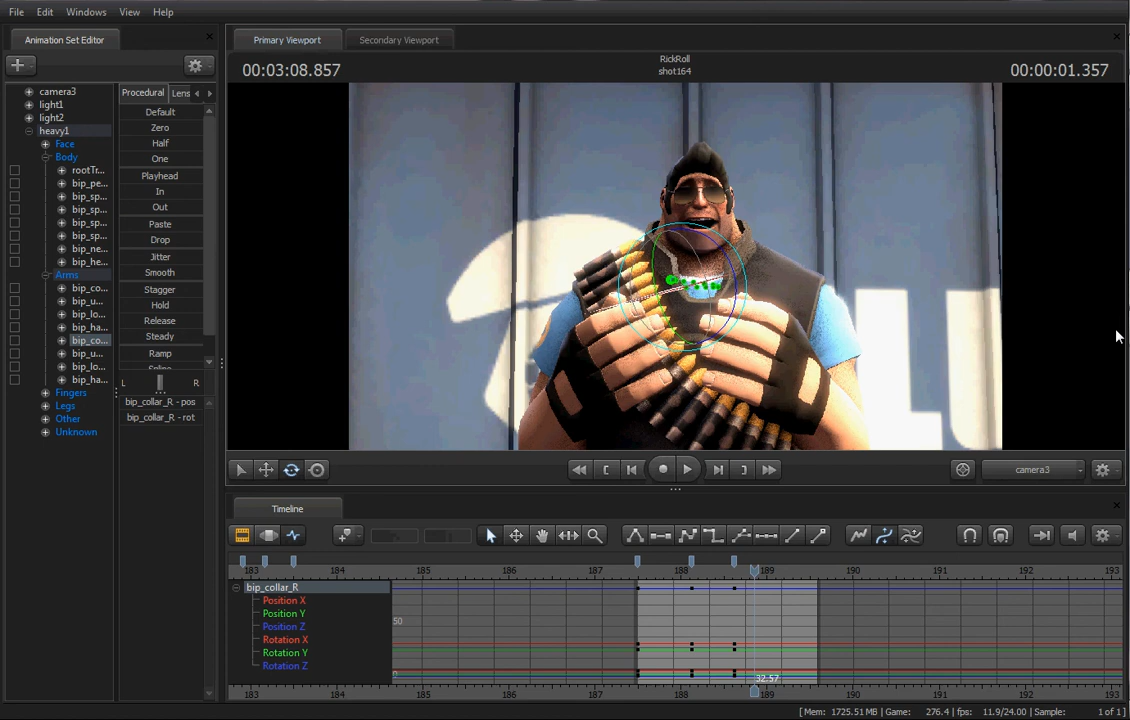 File Edit Windows View Help
Animation Set Editor
Primary Viewport Secondary Viewport
00:03:08.857
RickRoll
shot164
00:00:01.357
camera3
light1
light2
heavy1
Face
Body
rootTr...
bip_pe...
bip_sp...
bip_sp...
bip_sp...
bip_sp...
bip_ne...
bip_he...
Arms
bip_co...
bip_u...
bip_lo...
bip_ha...
bip_co...
bip_u...
bip_lo...
bip_ha...
Fingers
Legs
Other
Unknown
Procedural Lens
Default
Zero
Half
One
Playhead
In
Out
Paste
Drop
Jitter
Smooth
Stagger
Hold
Release
Steady
Ramp
Spline
L R
bip_collar_R - pos
bip_collar_R - rot
camera3
Timeline
183 184 185 186 187 188 189 190 191 192 193
bip_collar_R
Position X
Position Y
Position Z
Rotation X
Rotation Y
Rotation Z
50
0
32.57
183 184 185 186 187 188 189 190 191 192 193
[ Mem: 1725.51 MB | Game: 276.4 | fps: 11.9/24.00 | Sample: 1 of 1 ]